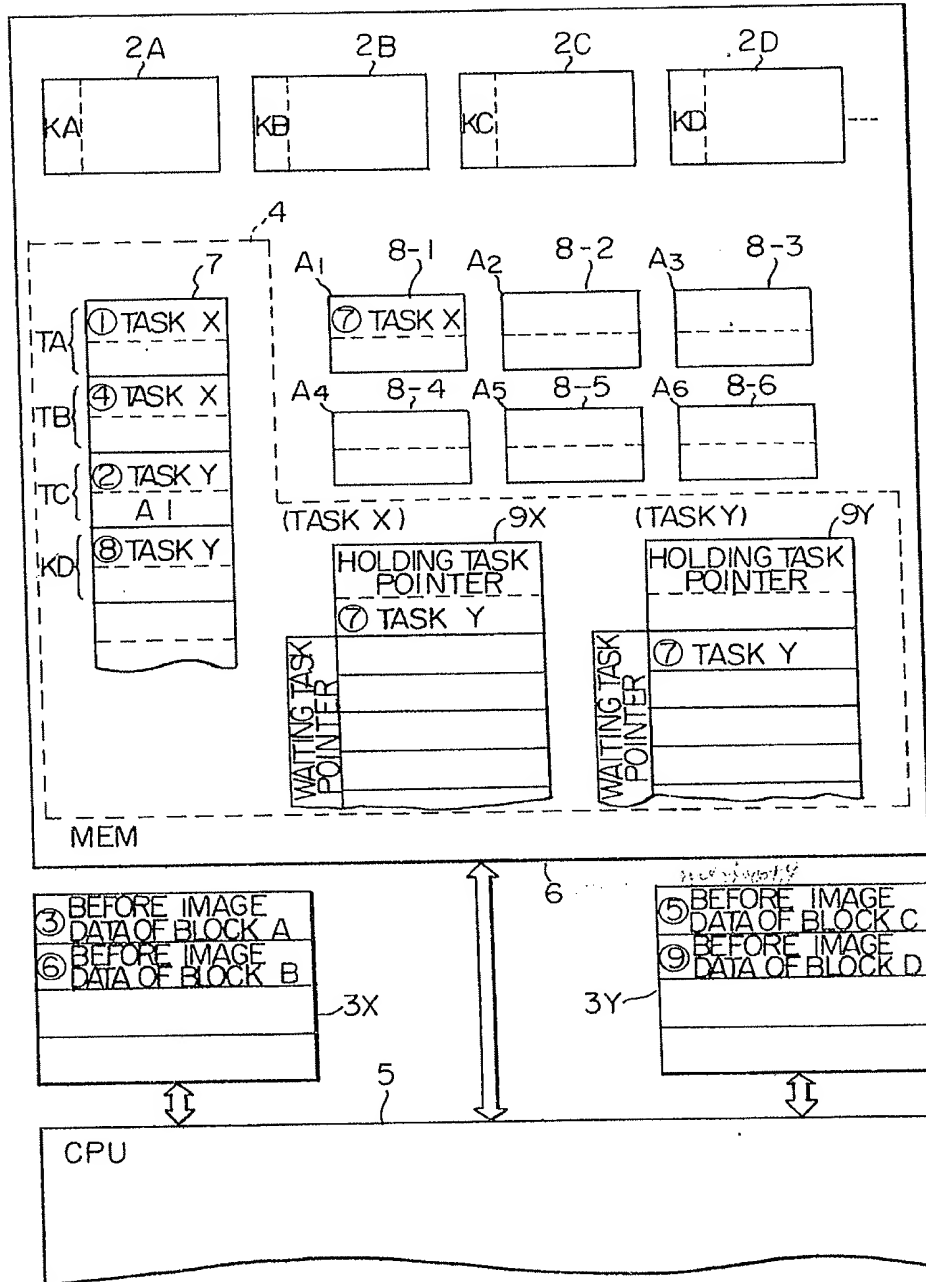 2A 2B 2C 2D
KA KB KC KD
4
7
TA ① TASK X
TB ④ TASK X
TC ② TASK Y
A1
KD ⑧ TASK Y
A1 8-1 A2 8-2 A3 8-3
⑦ TASK X
A4 8-4 A5 8-5 A6 8-6
(TASK X) 9X (TASK Y) 9Y
HOLDING TASK
POINTER
⑦ TASK Y
WAITING TASK
POINTER
HOLDING TASK
POINTER
⑦ TASK Y
WAITING TASK
POINTER
MEM
6
③ BEFORE IMAGE
DATA OF BLOCK A
⑥ BEFORE IMAGE
DATA OF BLOCK B
3X
⑤ BEFORE IMAGE
DATA OF BLOCK C
⑨ BEFORE IMAGE
DATA OF BLOCK D
3Y
5
CPU